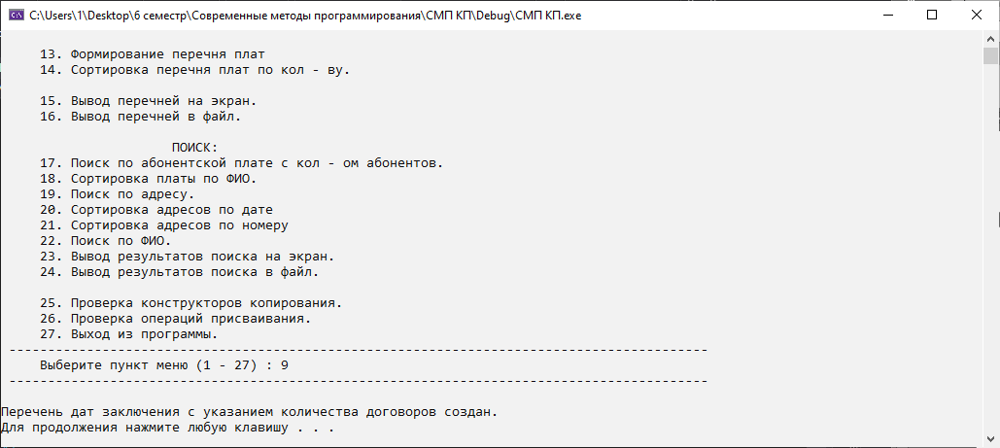 C:\Users\1\Desktop\6 семестр\Современные методы программирования\СМП КП\Debug\СМП КП.exe
13. Формирование перечня плат
14. Сортировка перечня плат по кол - ву.
15. Вывод перечней на экран.
16. Вывод перечней в файл.
ПОИСК:
17. Поиск по абонентской плате с кол - ом абонентов.
18. Сортировка платы по ФИО.
19. Поиск по адресу.
20. Сортировка адресов по дате
21. Сортировка адресов по номеру
22. Поиск по ФИО.
23. Вывод результатов поиска на экран.
24. Вывод результатов поиска в файл.
25. Проверка конструкторов копирования.
26. Проверка операций присваивания.
27. Выход из программы.
------------------------------------------------------------------------------------------
Выберите пункт меню (1 - 27) : 9
------------------------------------------------------------------------------------------
Перечень дат заключения с указанием количества договоров создан.
Для продолжения нажмите любую клавишу . . .